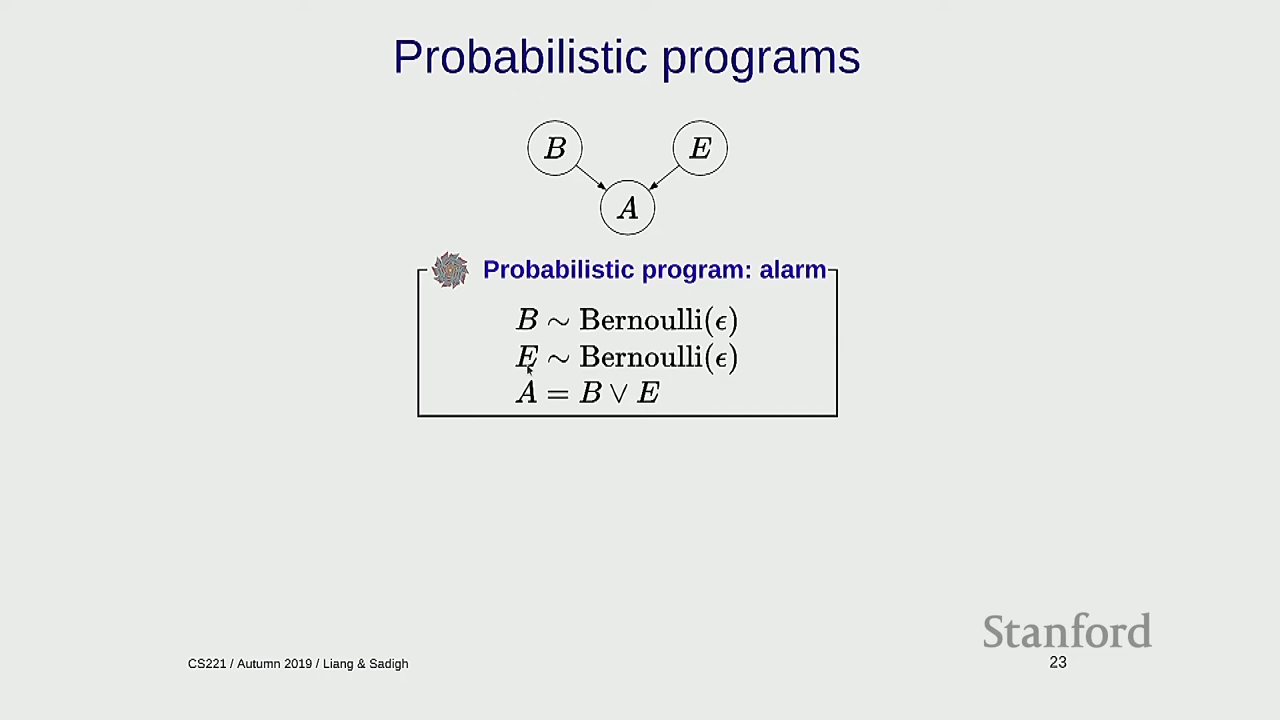 Probabilistic programs
B E
A
Probabilistic program: alarm
B ∼ Bernoulli(ϵ)
E ∼ Bernoulli(ϵ)
A = B ∨ E
Stanford
CS221 / Autumn 2019 / Liang & Sadigh 23